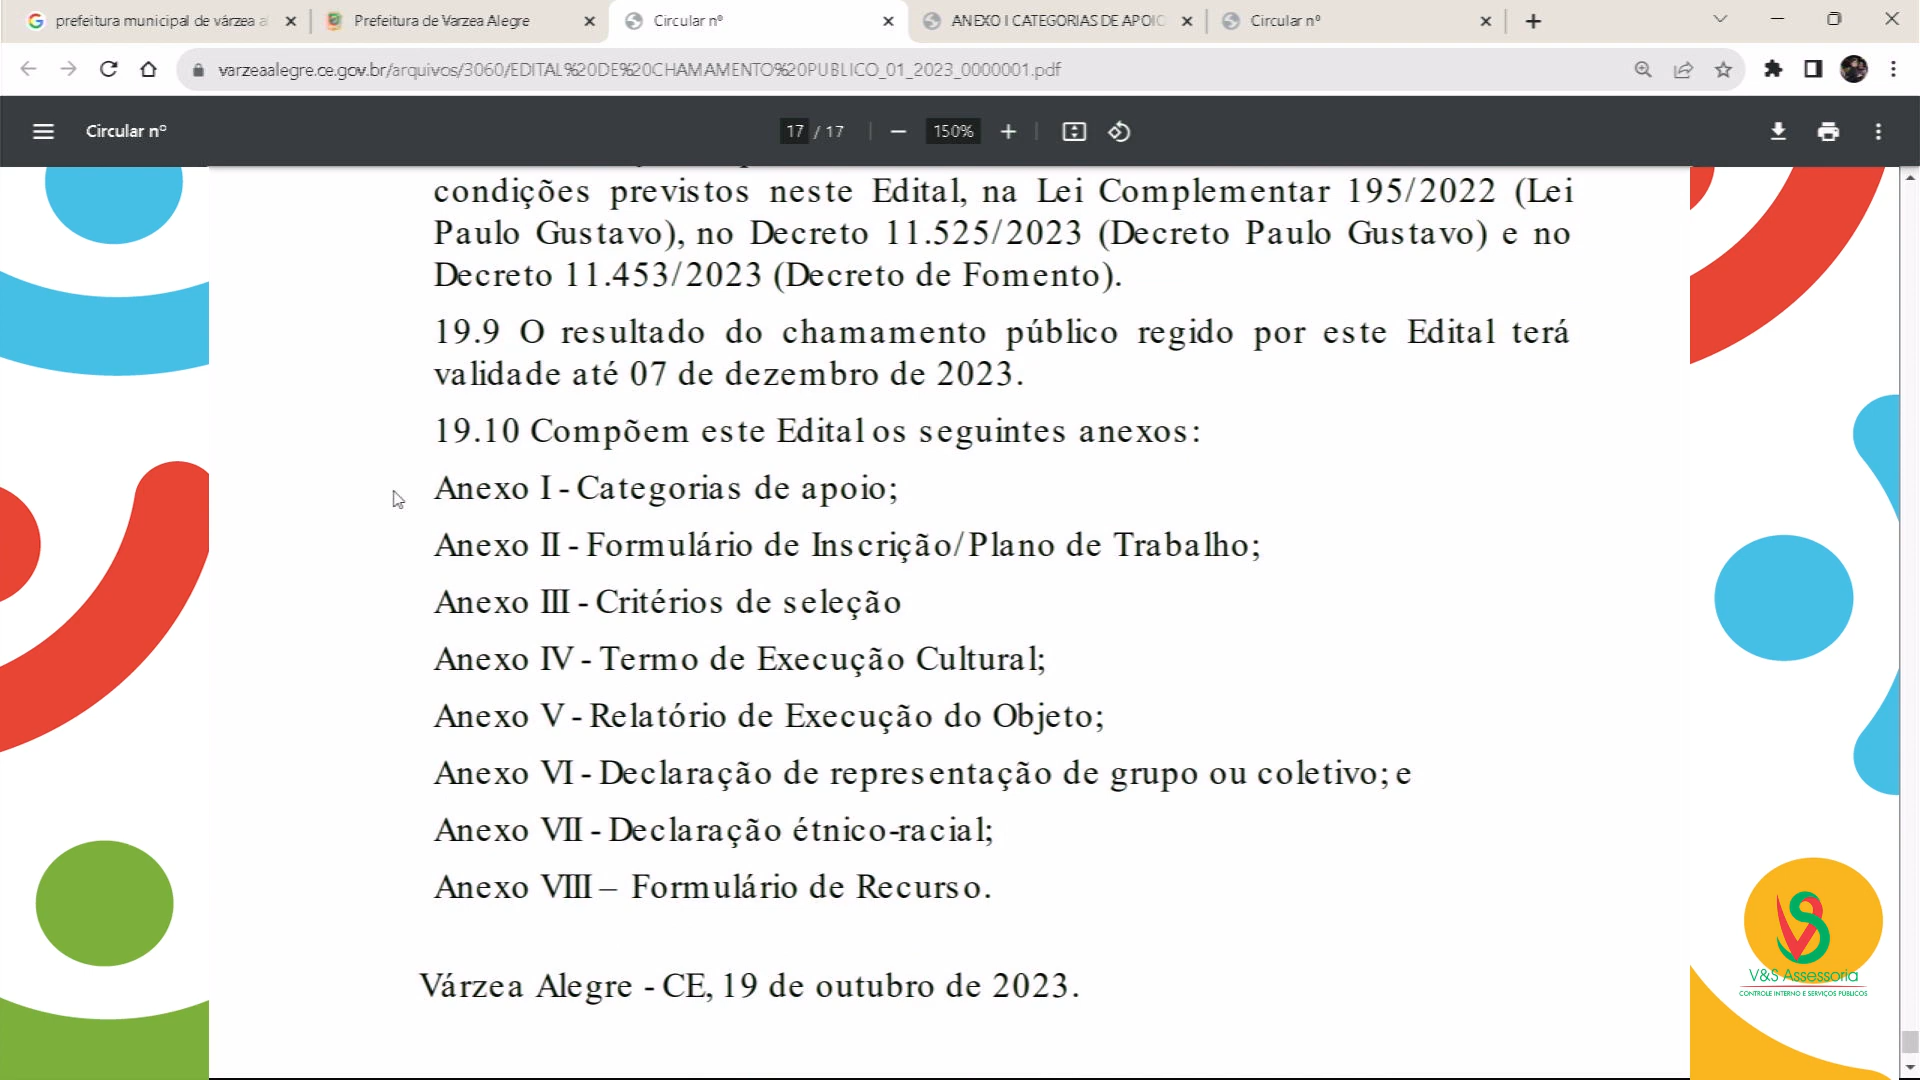 prefeitura municipal de várzea al
Prefeitura de Varzea Alegre
Circular nº
ANEXO I CATEGORIAS DE APOIO
Circular nº
varzeaalegre.ce.gov.br/arquivos/3060/EDITAL%20DE%20CHAMAMENTO%20PUBLICO_01_2023_0000001.pdf
Circular nº
17 / 17
150%
condições previstos neste Edital, na Lei Complementar 195/2022 (Lei
Paulo Gustavo), no Decreto 11.525/2023 (Decreto Paulo Gustavo) e no
Decreto 11.453/2023 (Decreto de Fomento).
19.9 O resultado do chamamento público regido por este Edital terá
validade até 07 de dezembro de 2023.
19.10 Compõem este Edital os seguintes anexos:
Anexo I - Categorias de apoio;
Anexo II - Formulário de Inscrição/Plano de Trabalho;
Anexo III - Critérios de seleção
Anexo IV - Termo de Execução Cultural;
Anexo V - Relatório de Execução do Objeto;
Anexo VI - Declaração de representação de grupo ou coletivo; e
Anexo VII - Declaração étnico-racial;
Anexo VIII – Formulário de Recurso.
Várzea Alegre - CE, 19 de outubro de 2023.
VS
V&S Assessoria
CONTROLE INTERNO E SERVIÇOS PÚBLICOS